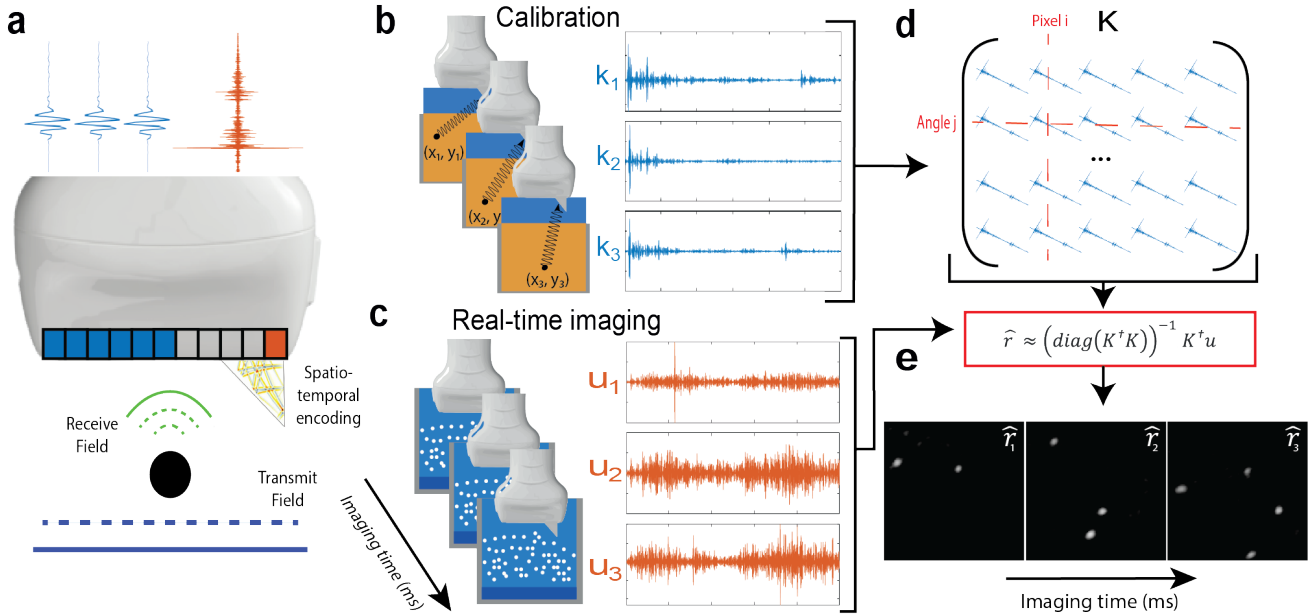 a
Spatio-
temporal
encoding
Receive
Field
Transmit
Field
b
Calibration
(x₁, y₁)
(x₂, y
(x₃, y₃)
k₁
k₂
k₃
c
Real-time imaging
u₁
u₂
u₃
Imaging time (ms)
d
Pixel i
K
Angle j
...
r̂ ≈ (diag(K†K))⁻¹ K†u
e
r̂₁
r̂₂
r̂₃
Imaging time (ms)